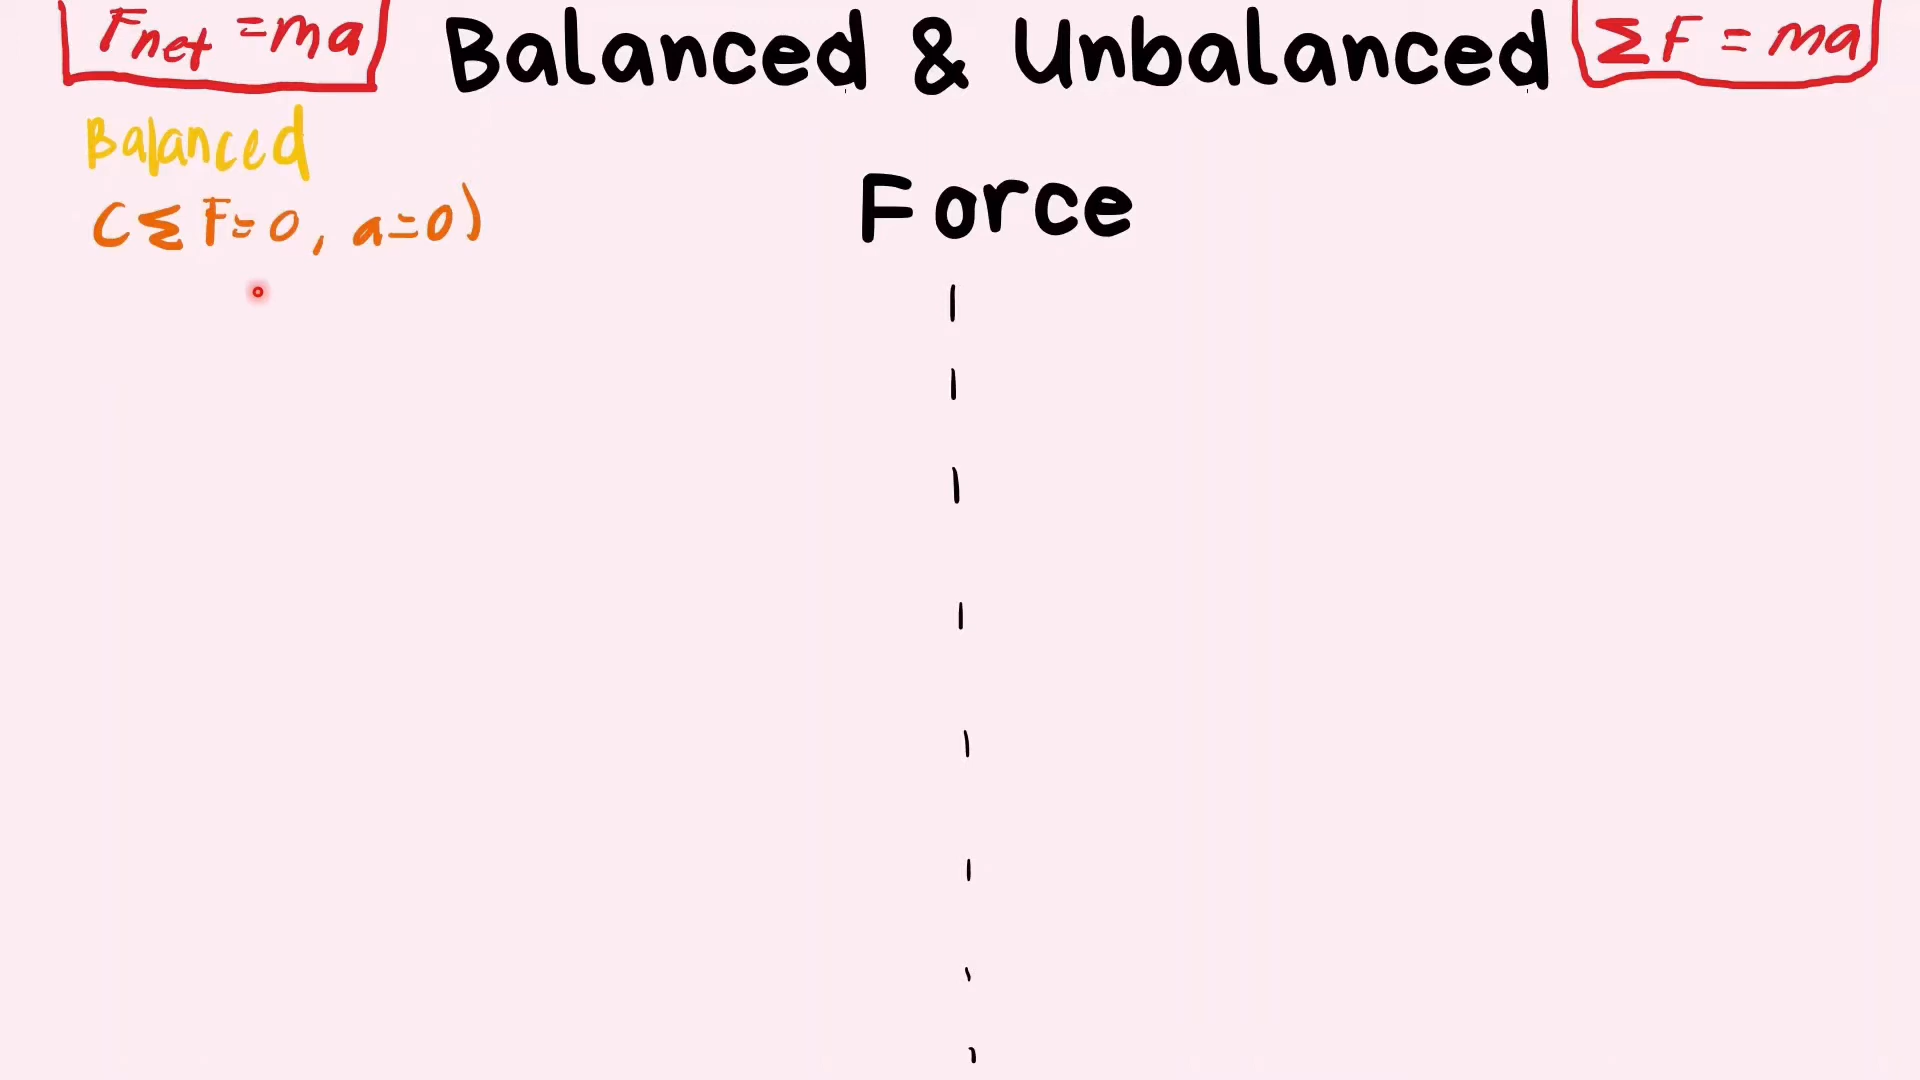 Fnet = ma
Balanced & Unbalanced
ΣF = ma
Balanced
Force
(ΣF=0, a=0)